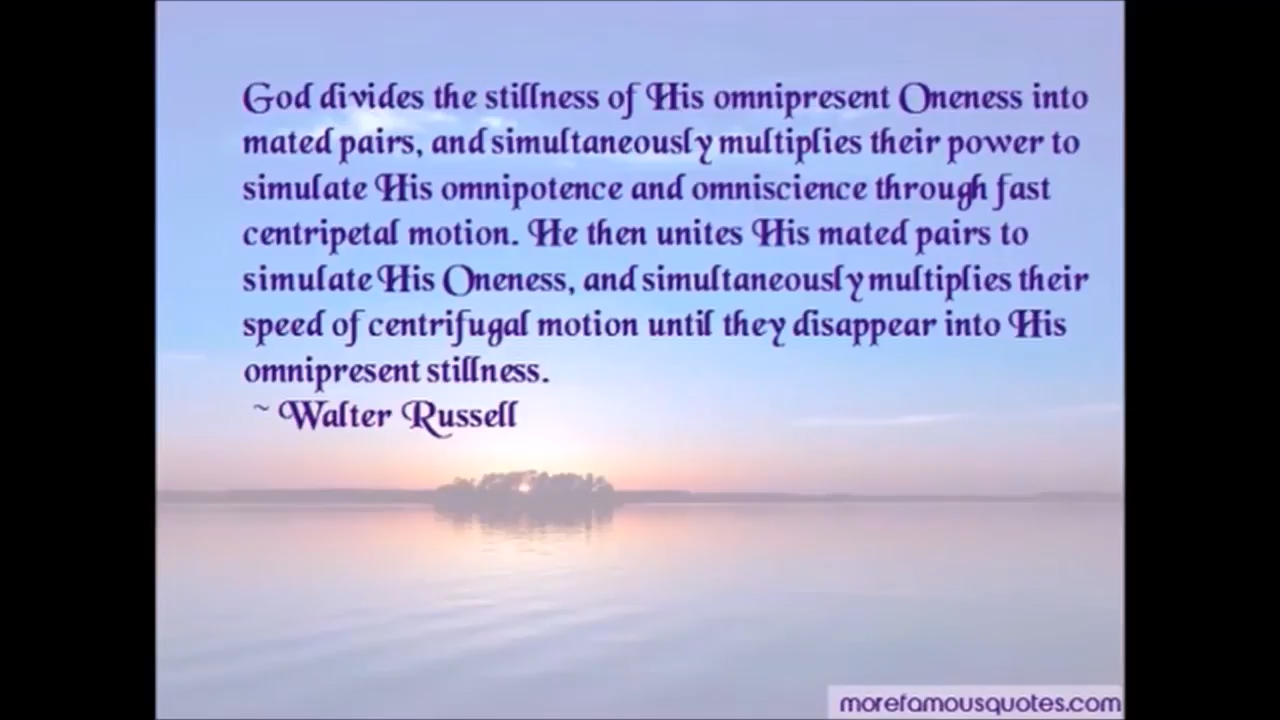 God divides the stillness of His omnipresent Oneness into
mated pairs, and simultaneously multiplies their power to
simulate His omnipotence and omniscience through fast
centripetal motion. He then unites His mated pairs to
simulate His Oneness, and simultaneously multiplies their
speed of centrifugal motion until they disappear into His
omnipresent stillness.
~ Walter Russell
morefamousquotes.com